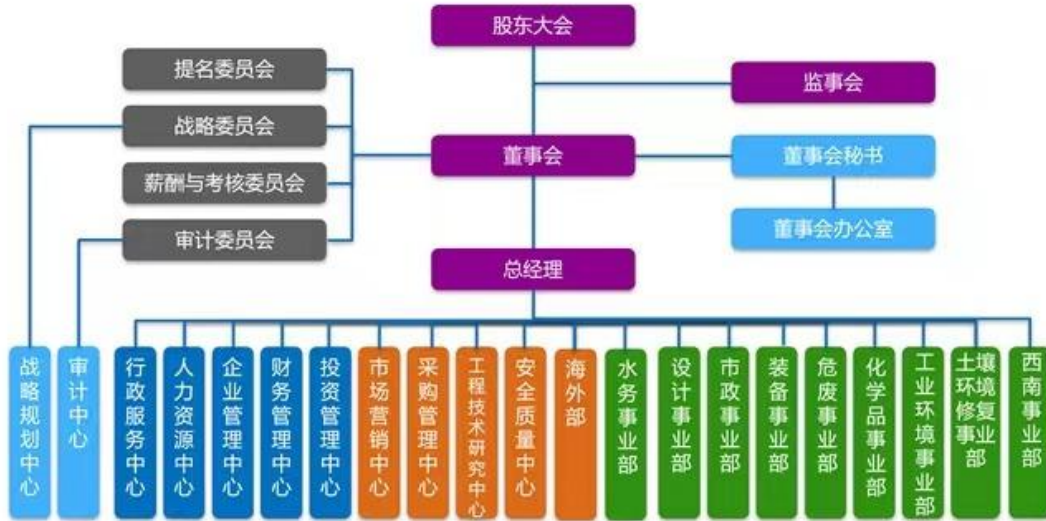 股东大会
提名委员会
监事会
战略委员会
董事会
董事会秘书
薪酬与考核委员会
审计委员会
董事会办公室
总经理
战略规划中心
审计中心
行政服务中心
人力资源中心
企业管理中心
财务管理中心
投资管理中心
市场营销中心
采购管理中心
工程技术研究中心
安全质量中心
海外部
水务事业部
设计事业部
市政事业部
装备事业部
危废事业部
化学品事业部
工业环境事业部
土壤环境修复事业部
西南事业部